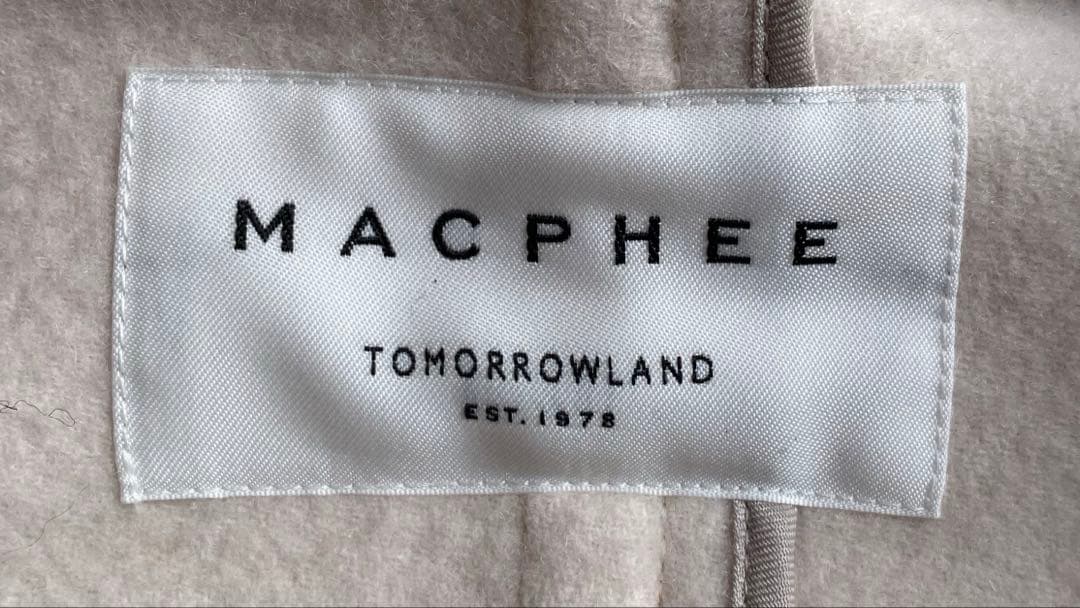 MACPHEE
TOMORROWLAND
EST. 1978